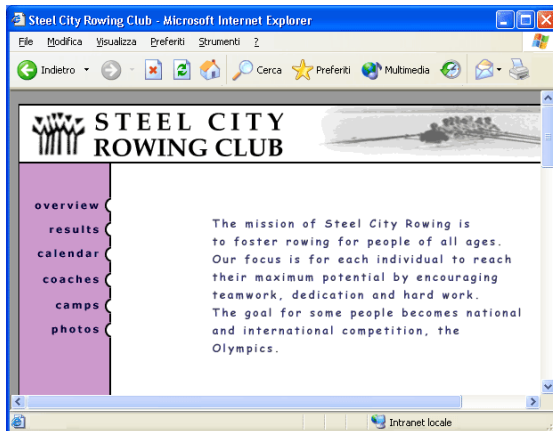 Steel City Rowing Club - Microsoft Internet Explorer
File Modifica Visualizza Preferiti Strumenti ?
Indietro Cerca Preferiti Multimedia
STEEL CITY
ROWING CLUB
overview
results
calendar
coaches
camps
photos
The mission of Steel City Rowing is
to foster rowing for people of all ages.
Our focus is for each individual to reach
their maximum potential by encouraging
teamwork, dedication and hard work.
The goal for some people becomes national
and international competition, the
Olympics.
Intranet locale